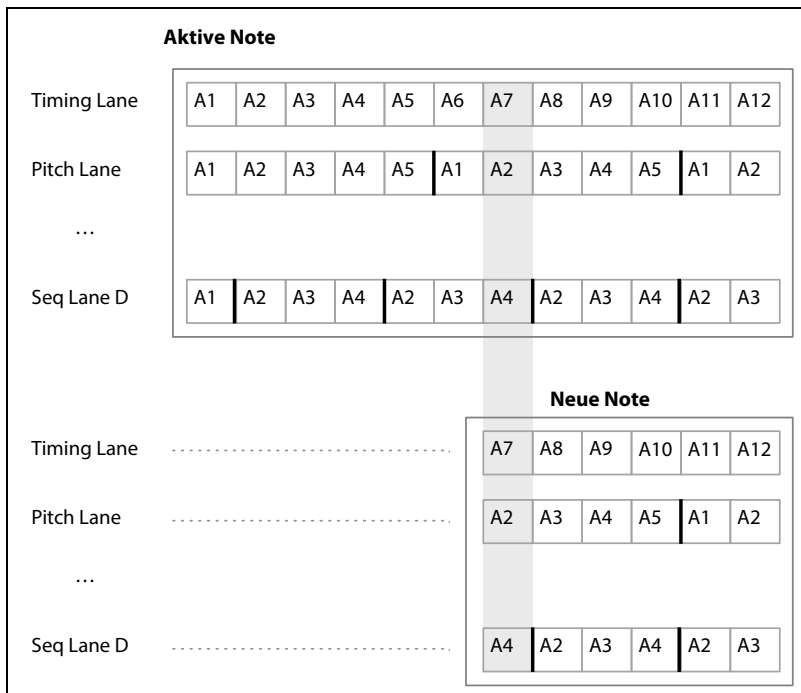 Aktive Note
Timing Lane A1 A2 A3 A4 A5 A6 A7 A8 A9 A10 A11 A12
Pitch Lane A1 A2 A3 A4 A5 A1 A2 A3 A4 A5 A1 A2
...
Seq Lane D A1 A2 A3 A4 A2 A3 A4 A2 A3 A4 A2 A3
Neue Note
Timing Lane A7 A8 A9 A10 A11 A12
Pitch Lane A2 A3 A4 A5 A1 A2
...
Seq Lane D A4 A2 A3 A4 A2 A3